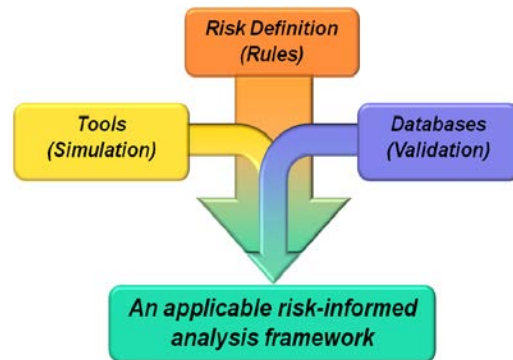 Risk Definition
(Rules)
Tools
(Simulation)
Databases
(Validation)
An applicable risk-informed
analysis framework